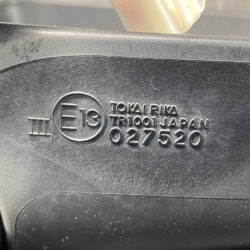 TOKAI RIKA
III E13 TR1001 JAPAN
027520